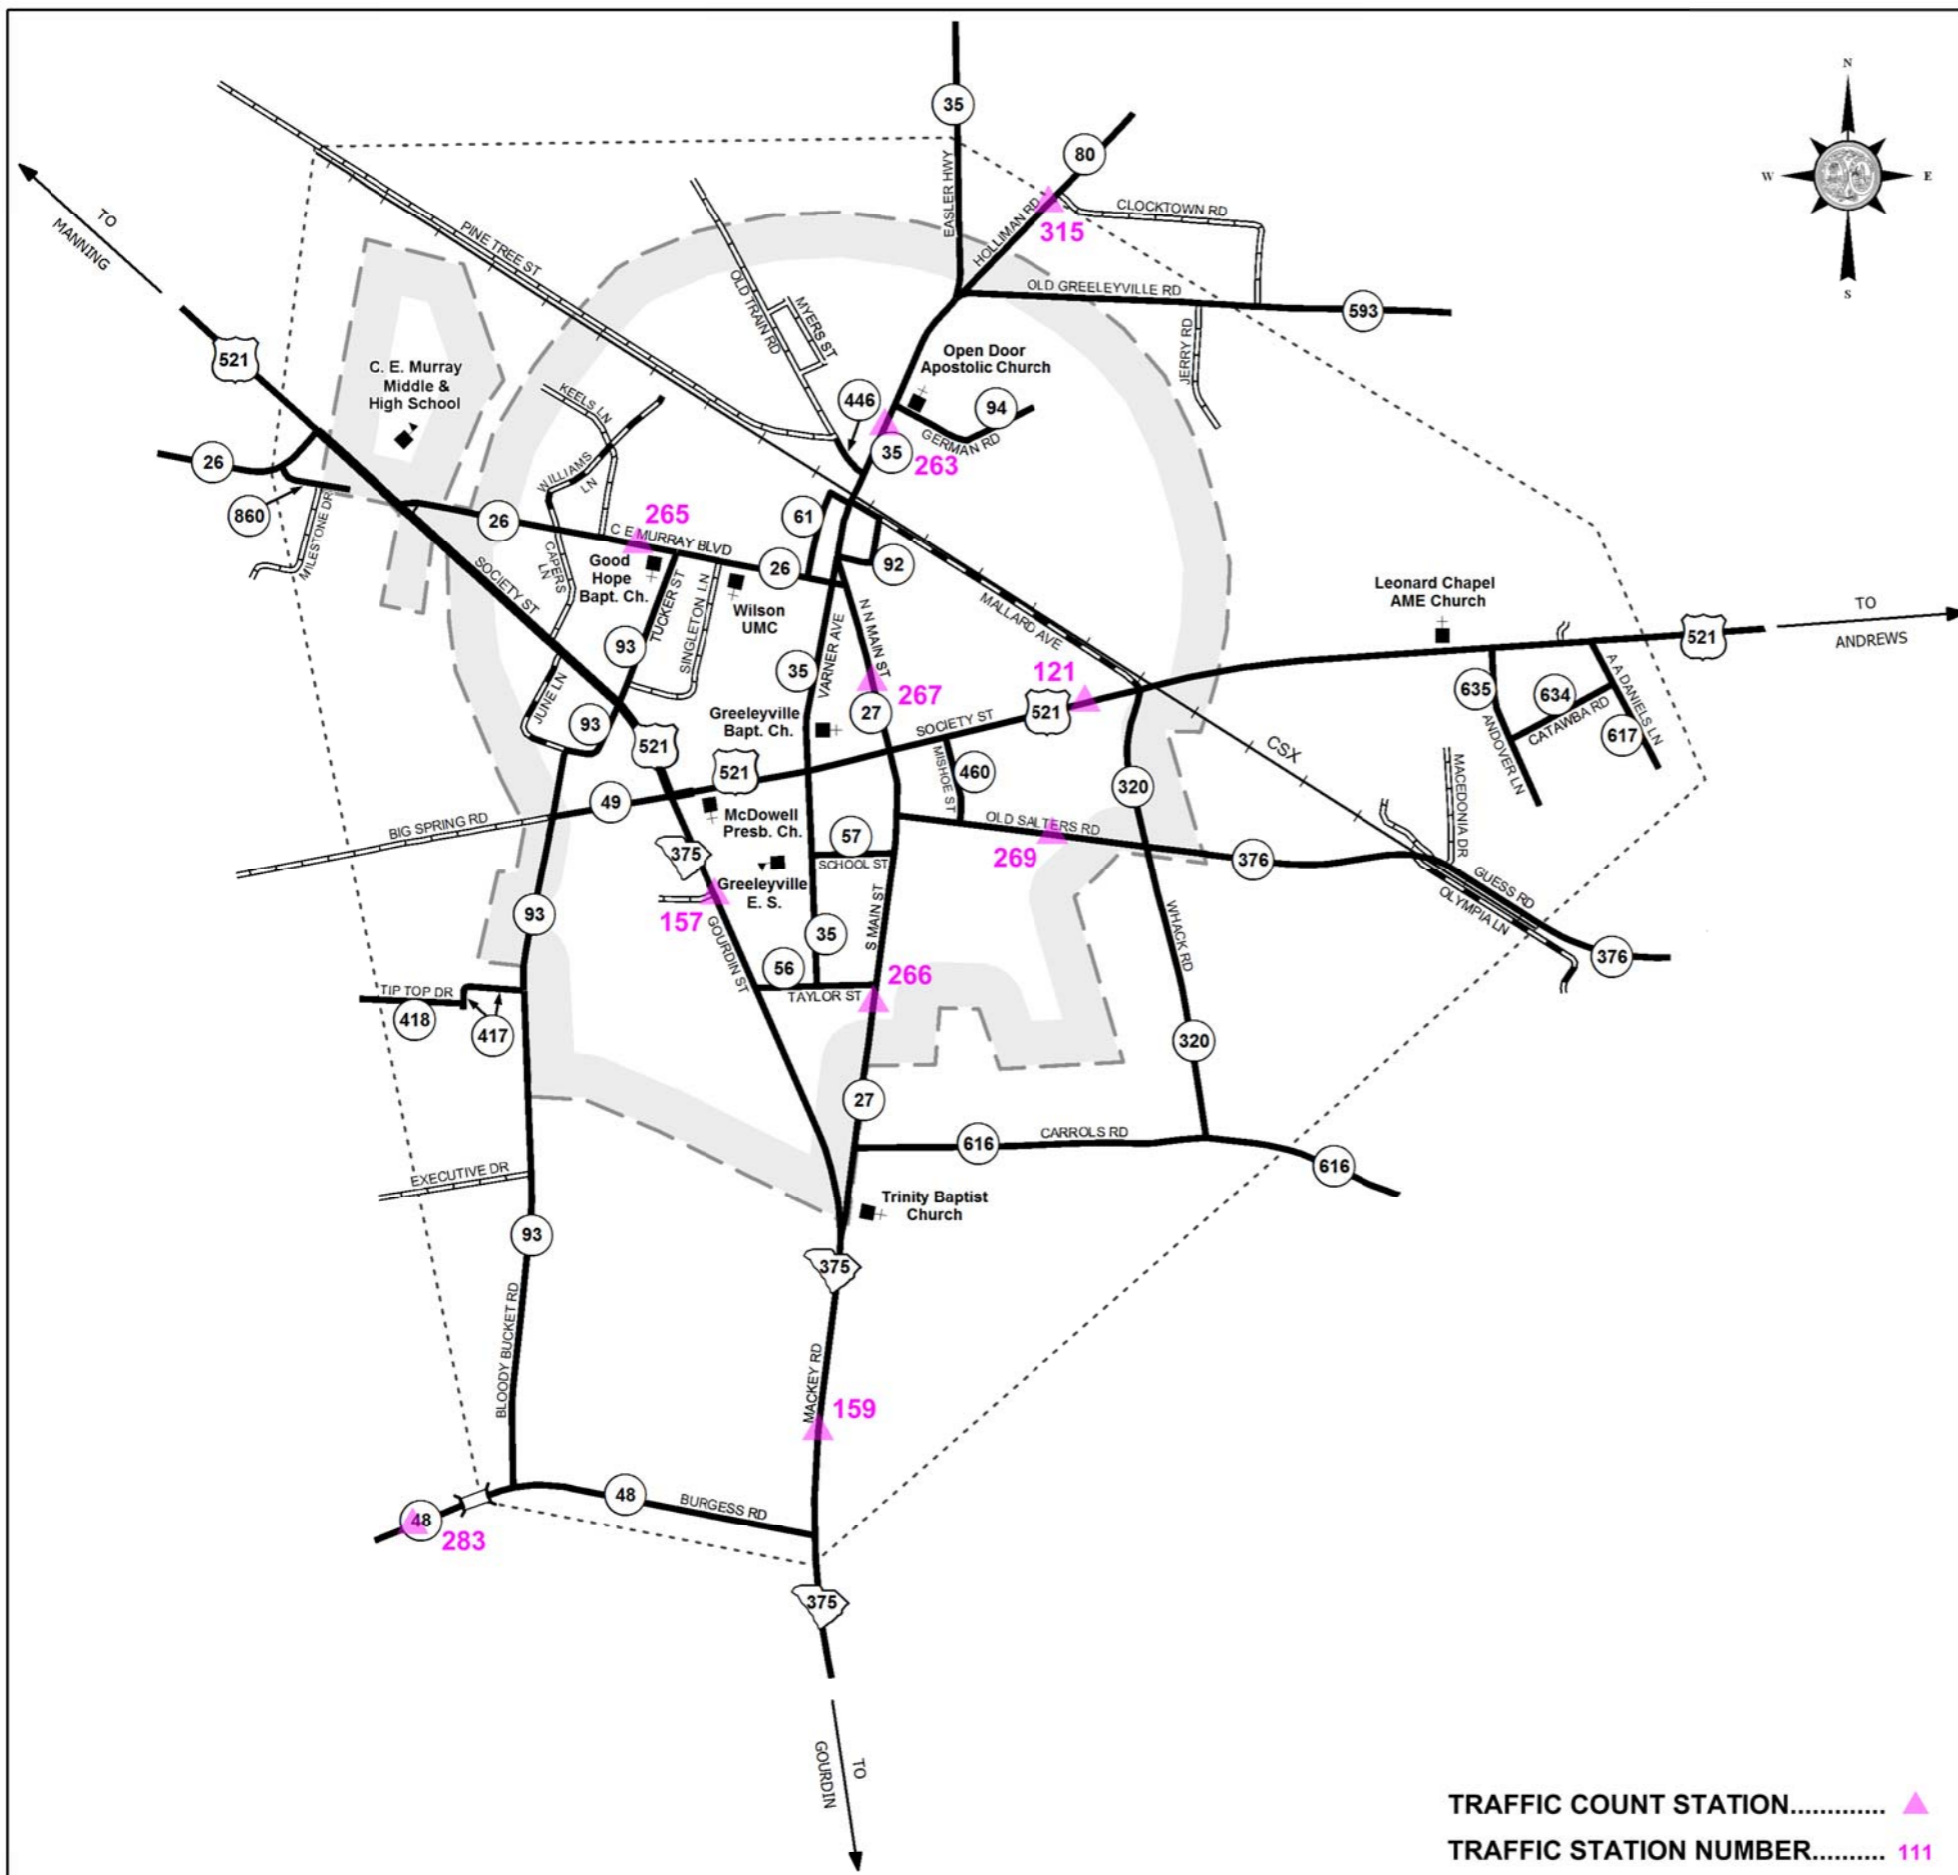 N
W
E
S
35
80
EASLER HWY
HOLLIMAN RD
315
CLOCKTOWN RD
TO
MANNING
PINE TREE ST
OLD TRAIN RD
MYERS ST
OLD GREELEYVILLE RD
593
JERRY RD
521
C. E. Murray
Middle &
High School
Open Door
Apostolic Church
KEELS LN
446
94
GERMAN RD
35
263
26
860
MILESTONE DR
WILLIAMS
LN
26
265
C E MURRAY BLVD
61
92
26
CAPERS
LN
Good
Hope
Bapt. Ch.
SOCIETY ST
TUCKER ST
SINGLETON LN
Wilson
UMC
N N MAIN ST
MALLARD AVE
Leonard Chapel
AME Church
TO
ANDREWS
521
93
VARNER AVE
35
121
267
27
521
SOCIETY ST
635
634
CATAWBA RD
A A DANIELS LN
617
ANDOVER LN
JUNE LN
93
Greeleyville
Bapt. Ch.
521
521
MISHOE ST
460
CSX
MACEDONIA DR
320
49
BIG SPRING RD
McDowell
Presb. Ch.
57
SCHOOL ST
OLD SALTERS RD
269
376
375
Greeleyville
E. S.
157
GUESS RD
OLYMPIA LN
376
93
GOURDIN ST
35
S MAIN ST
WHACK RD
56
TAYLOR ST
266
TIP TOP DR
418
417
320
27
616
CARROLS RD
616
EXECUTIVE DR
Trinity Baptist
Church
93
375
BLOODY BUCKET RD
MACKEY RD
159
48
BURGESS RD
48
283
375
TO
GOURDIN
TRAFFIC COUNT STATION.............
TRAFFIC STATION NUMBER.......... 111